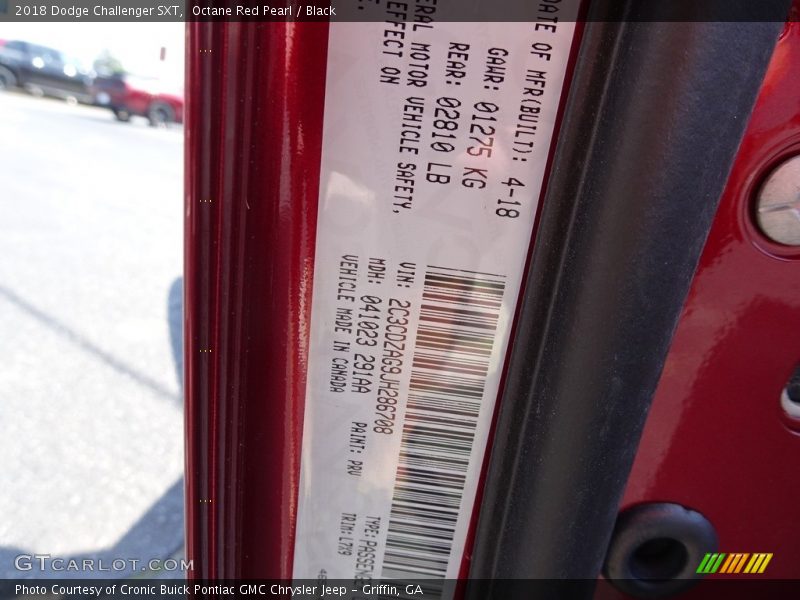 2018 Dodge Challenger SXT, Octane Red Pearl / Black
DATE OF MFR(BUILT): 4-18
GAWR: 01275 KG
REAR: 02810 LB
MOTOR VEHICLE SAFETY,
EFFECT ON
VIN: 2C3CDZAG9JH286708
MDH: 041023 291AA
VEHICLE MADE IN CANADA
PAINT: PRV
TYPE: PASSENGER
TRIM: L7X9
GTCarLot.com
Photo Courtesy of Cronic Buick Pontiac GMC Chrysler Jeep - Griffin, GA